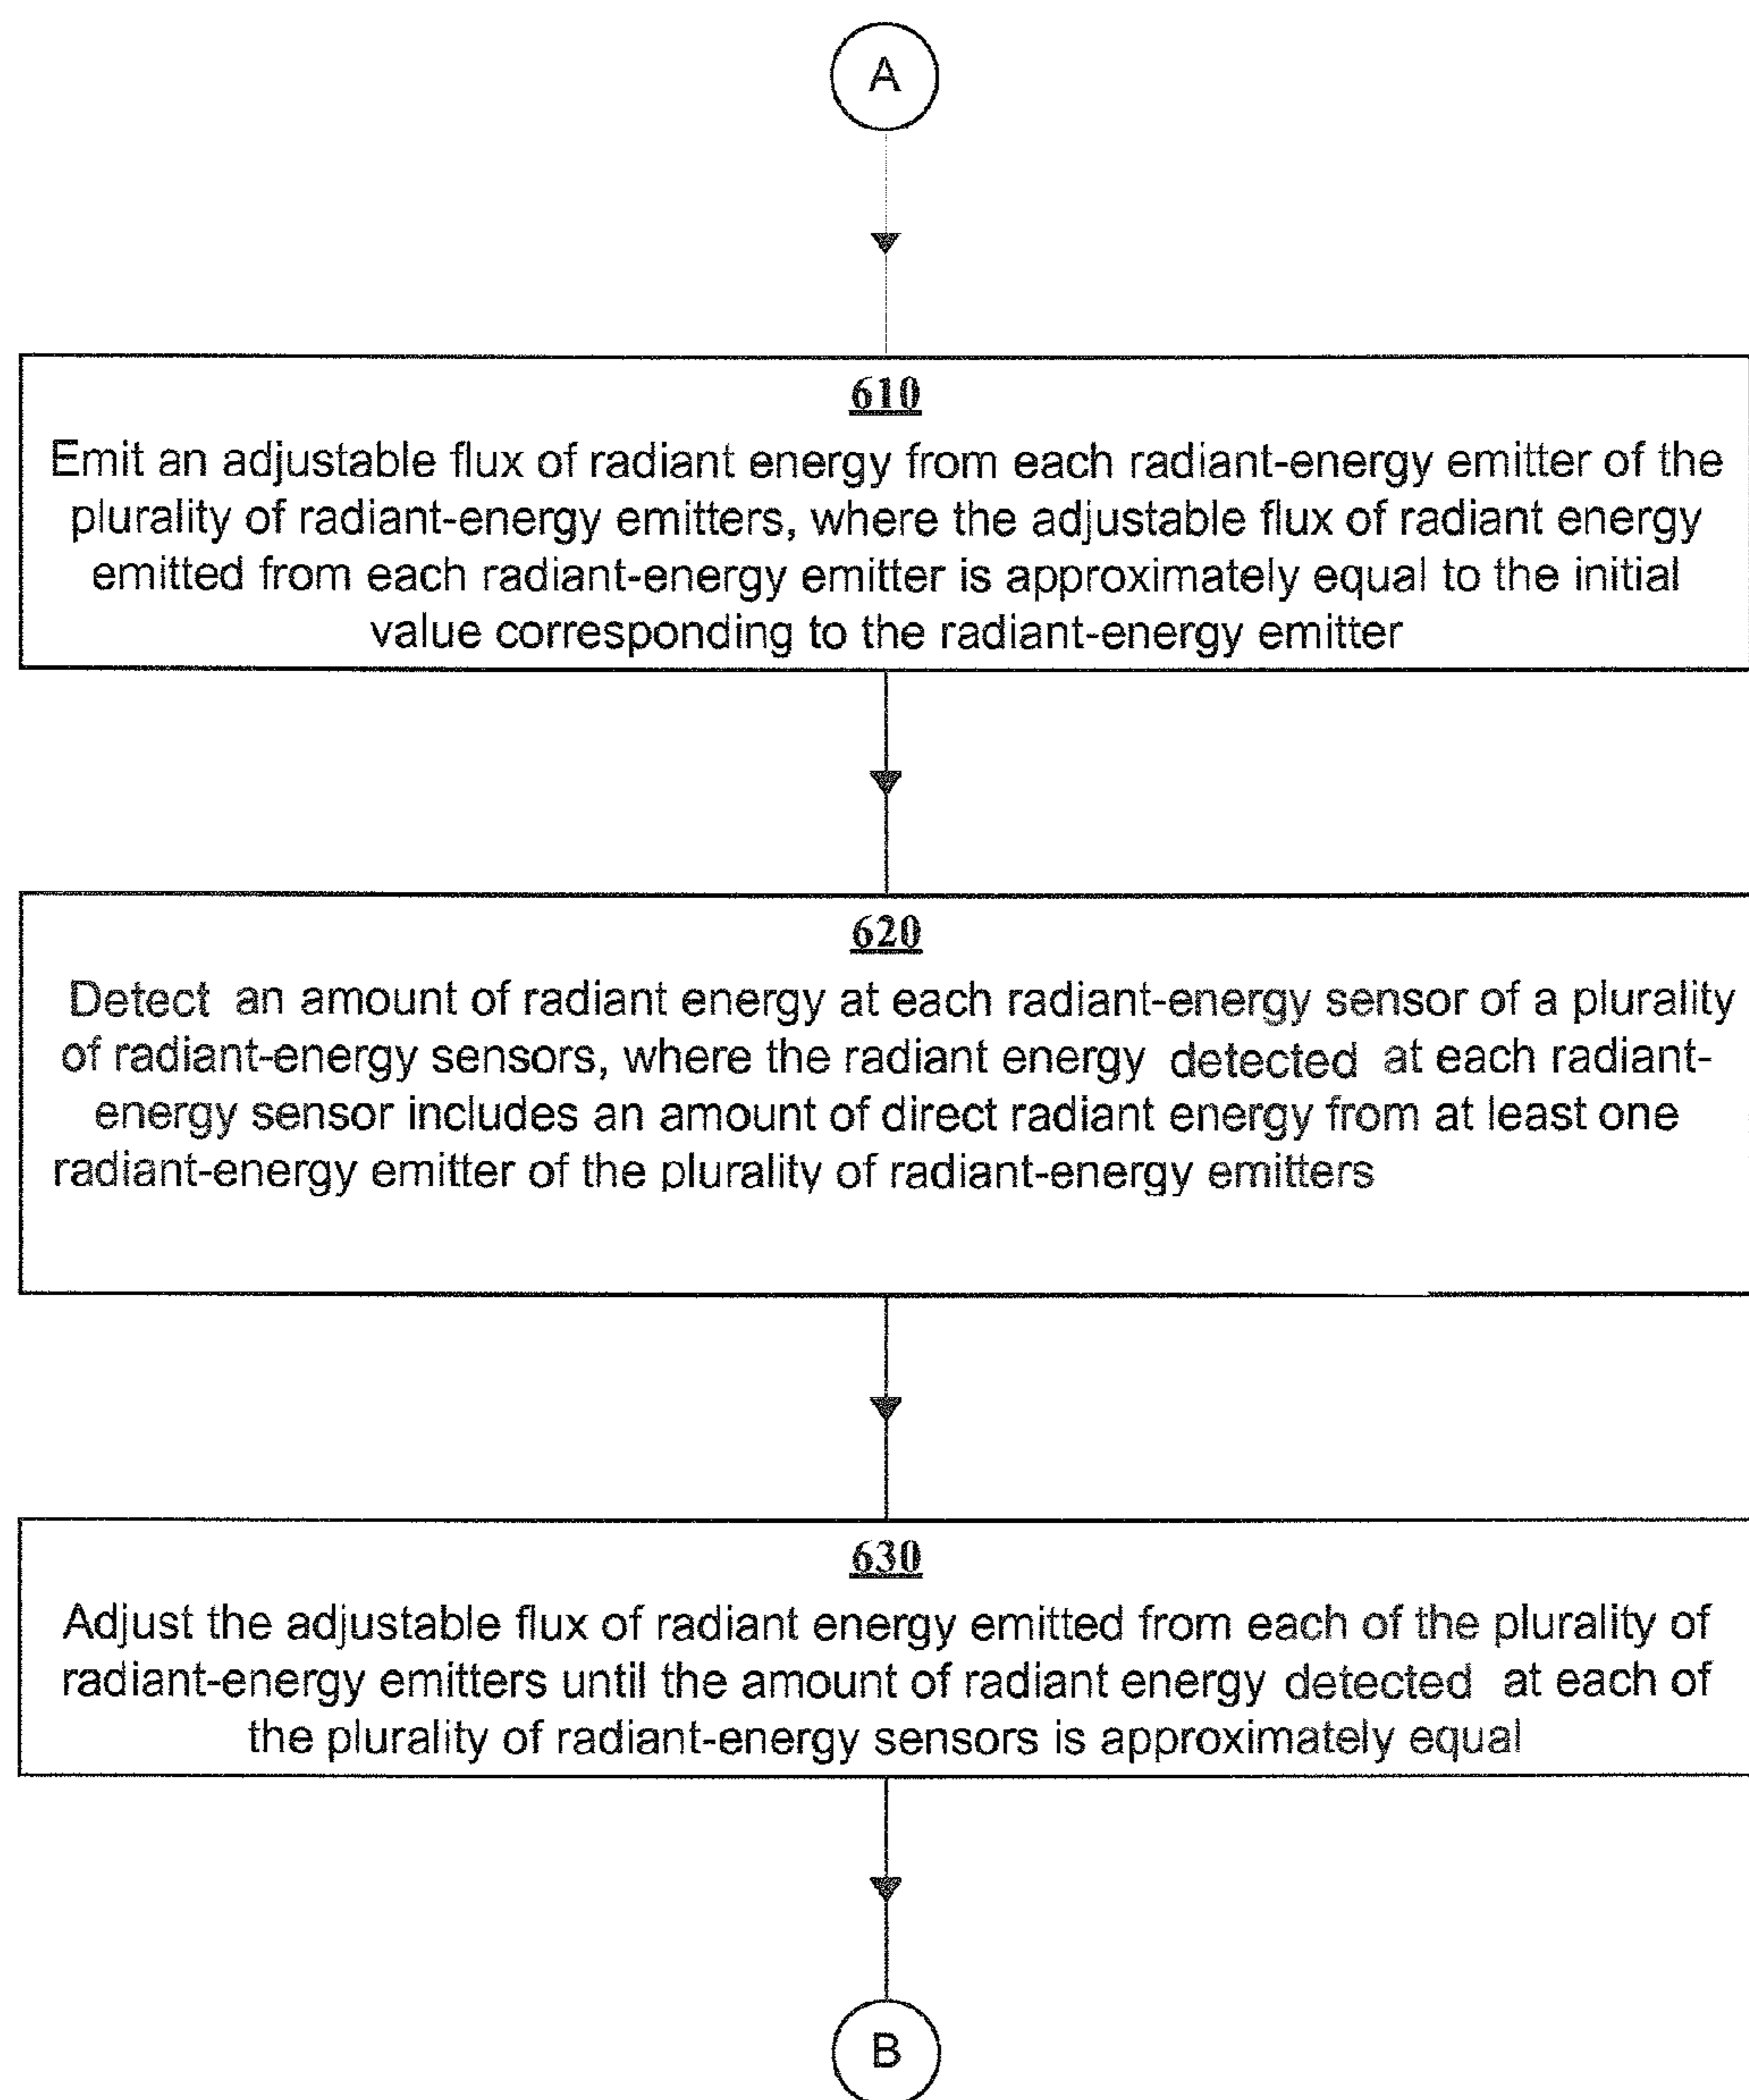 A
610
Emit an adjustable flux of radiant energy from each radiant-energy emitter of the
plurality of radiant-energy emitters, where the adjustable flux of radiant energy
emitted from each radiant-energy emitter is approximately equal to the initial
value corresponding to the radiant-energy emitter
620
Detect an amount of radiant energy at each radiant-energy sensor of a plurality
of radiant-energy sensors, where the radiant energy detected at each radiant-
energy sensor includes an amount of direct radiant energy from at least one
radiant-energy emitter of the plurality of radiant-energy emitters
630
Adjust the adjustable flux of radiant energy emitted from each of the plurality of
radiant-energy emitters until the amount of radiant energy detected at each of
the plurality of radiant-energy sensors is approximately equal
B